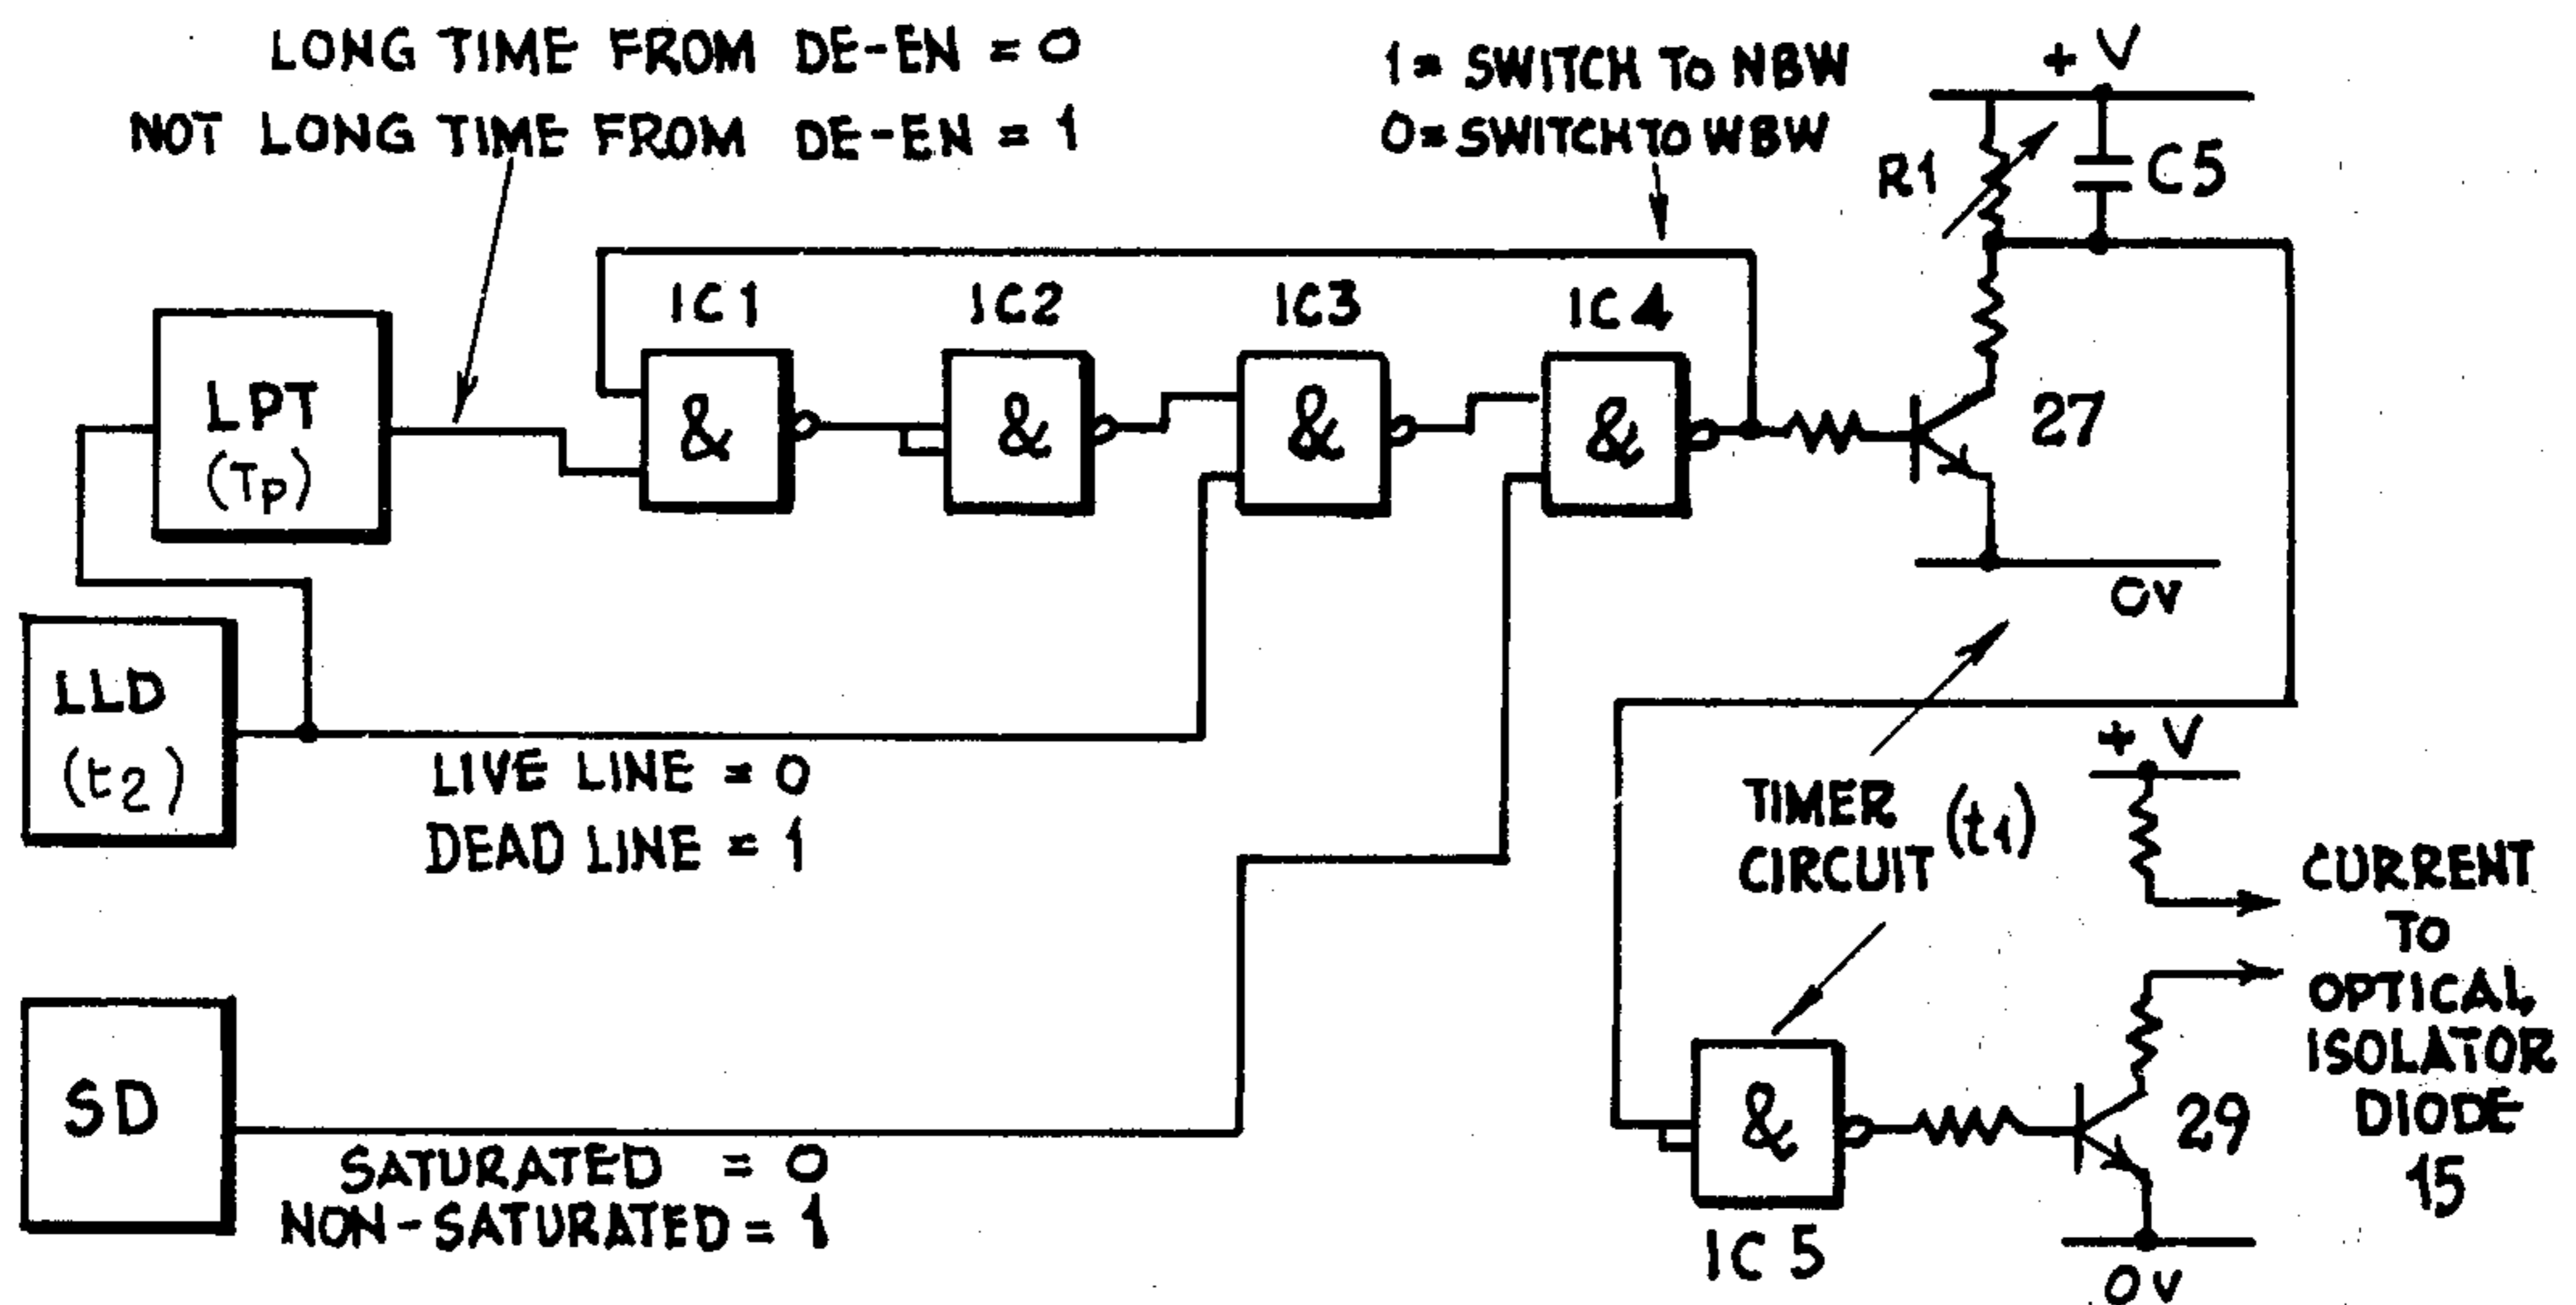 LONG TIME FROM DE-EN = 0
NOT LONG TIME FROM DE-EN = 1
1 = SWITCH TO NBW
0 = SWITCH TO WBW
+ V
R1
C5
IC1
IC2
IC3
IC4
LPT
(TP)
&
&
&
&
27
0V
LLD
(t2)
LIVE LINE = 0
DEAD LINE = 1
TIMER
CIRCUIT (t1)
+ V
CURRENT
TO
OPTICAL
ISOLATOR
DIODE
15
SD
SATURATED = 0
NON-SATURATED = 1
&
29
IC5
0V